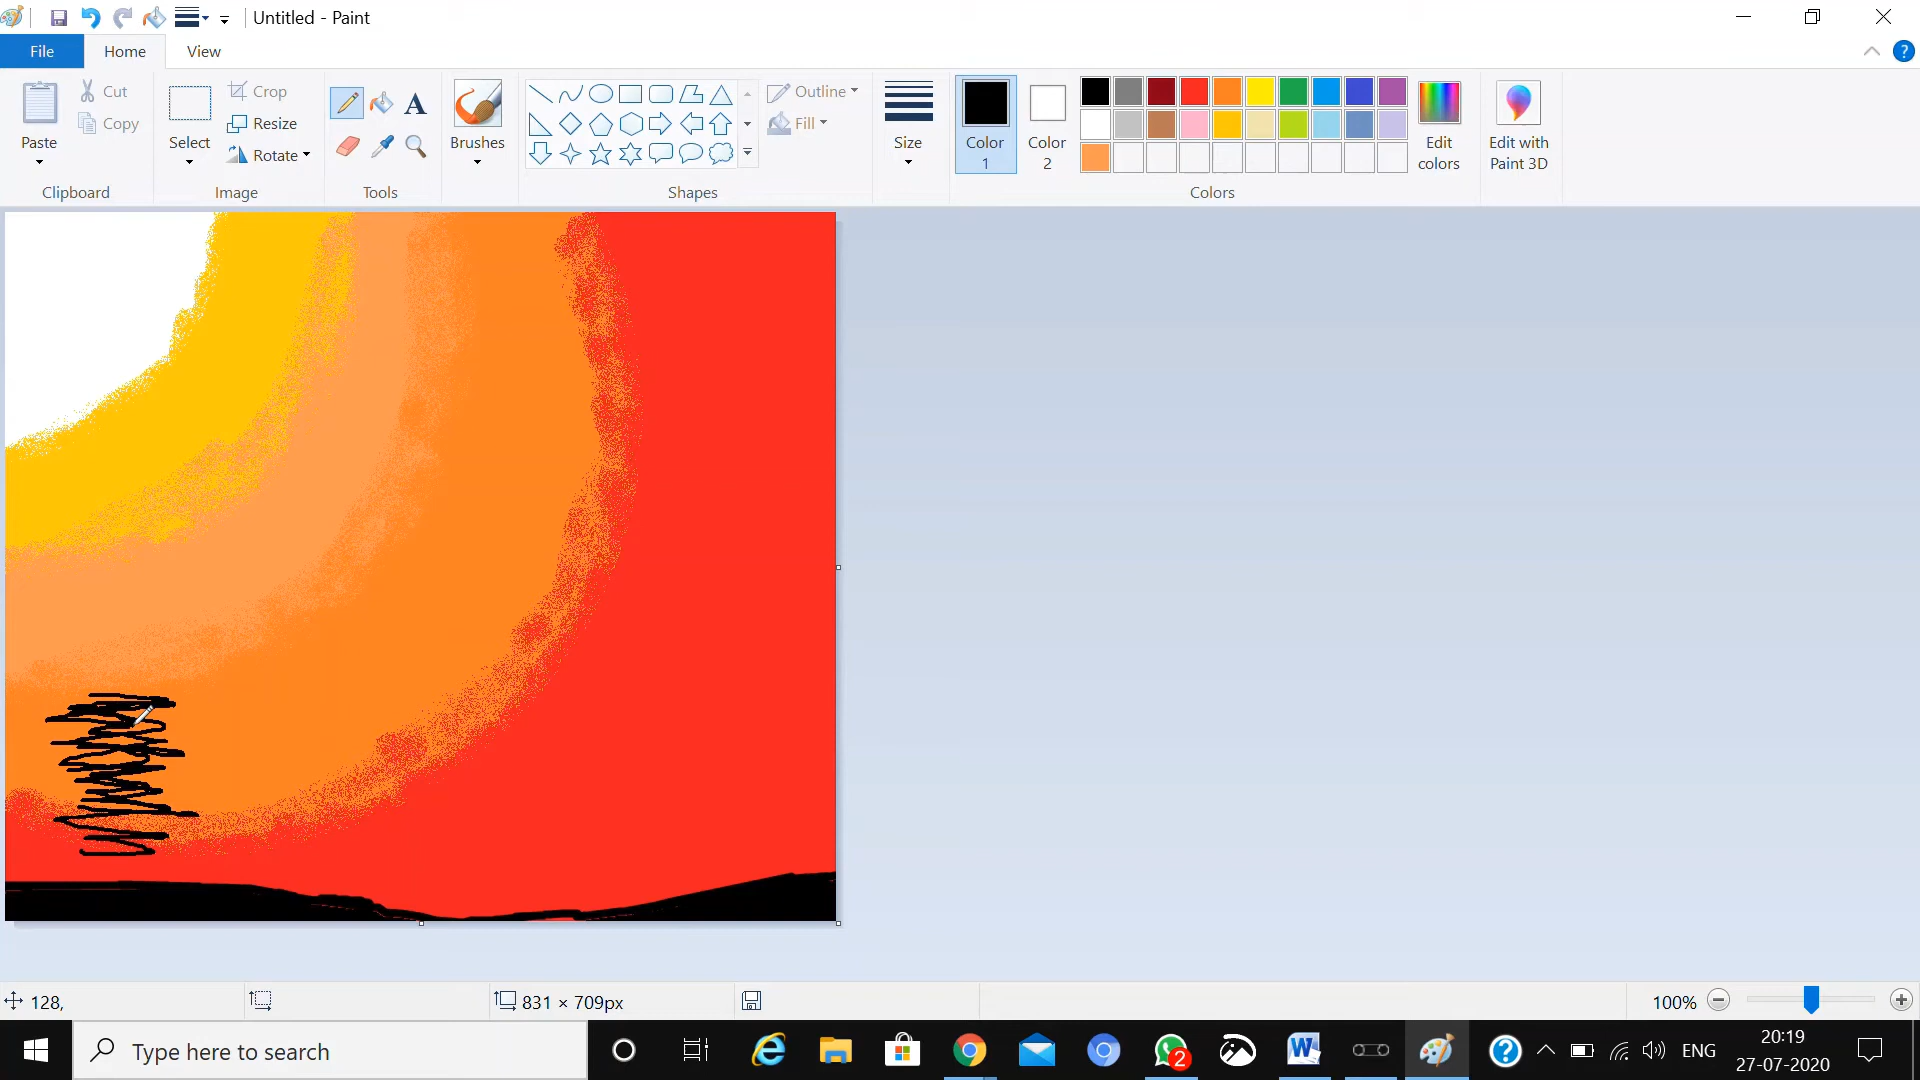 Untitled - Paint
File Home View
?
Paste
Cut
Copy
Clipboard
Select
Crop
Resize
Rotate
Image
A
Tools
Brushes
Shapes
Outline
Fill
Size
Color
1
Color
2
Colors
Edit
colors
Edit with
Paint 3D
128,
831 × 709px
100%
Type here to search
2
W
?
ENG
20:19
27-07-2020